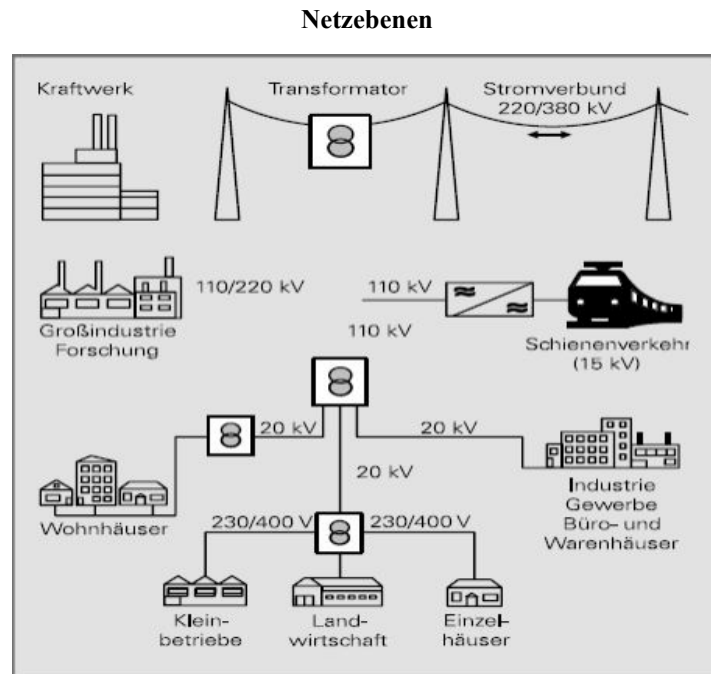 Netzebenen
Kraftwerk
Transformator
Stromverbund
220/380 kV
110/220 kV
110 kV
Großindustrie
Forschung
110 kV
Schienenverkehr
(15 kV)
20 kV
20 kV
20 kV
Wohnhäuser
Industrie
Gewerbe
Büro- und
Warenhäuser
230/400 V
230/400 V
Klein-
betriebe
Land-
wirtschaft
Einzel-
häuser